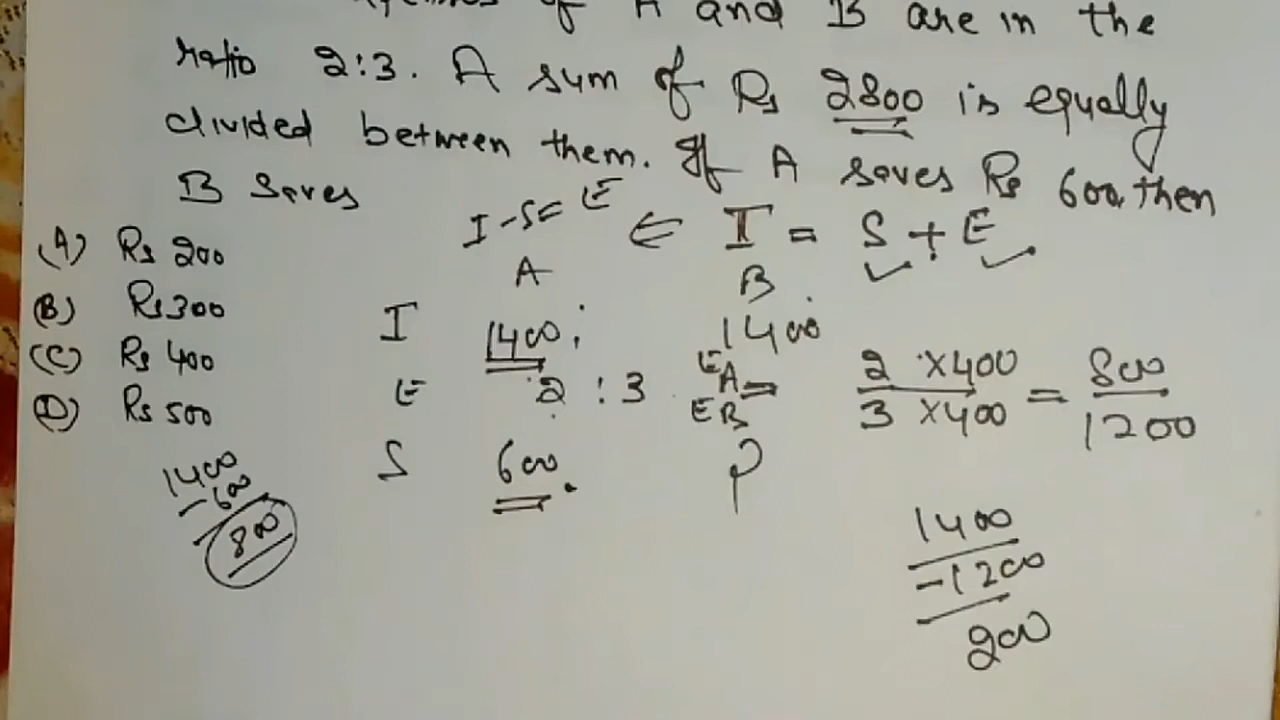 of A and B are in the
ratio 2:3. A sum of Rs 2800 is equally
divided between them. If A saves Rs 600, then
B saves
I-S= E ⇐ I = S + E
(A) Rs 200
(B) Rs 300
(C) Rs 400
(D) Rs 500
A B
I 1400 : 1400
E 2 : 3
EA = 2 ×400 = 800
EB 3 ×400 1200
S 600 ?
1400
- 600
800
1400
-1200
200